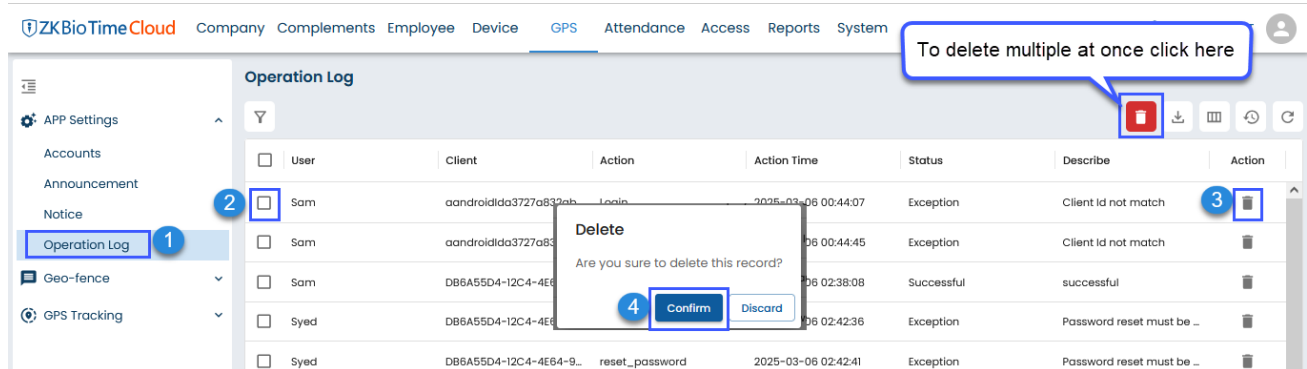 ZKBioTime Cloud Company Complements Employee Device GPS Attendance Access Reports System
To delete multiple at once click here
Operation Log
APP Settings
Accounts
Announcement
Notice
Operation Log 1
Geo-fence
GPS Tracking
User Client Action Action Time Status Describe Action
2 Sam aandroidIda3727a832ab Login 2025-03-06 00:44:07 Exception Client Id not match 3
Sam aandroidIda3727a83 06 00:44:45 Exception Client Id not match
Sam DB6A55D4-12C4-4E64 06 02:38:08 Successful successful
Syed DB6A55D4-12C4-4E6 06 02:42:36 Exception Password reset must be ...
Syed DB6A55D4-12C4-4E64-9... reset_password 2025-03-06 02:42:41 Exception Password reset must be ...
Delete
Are you sure to delete this record?
4 Confirm Discard